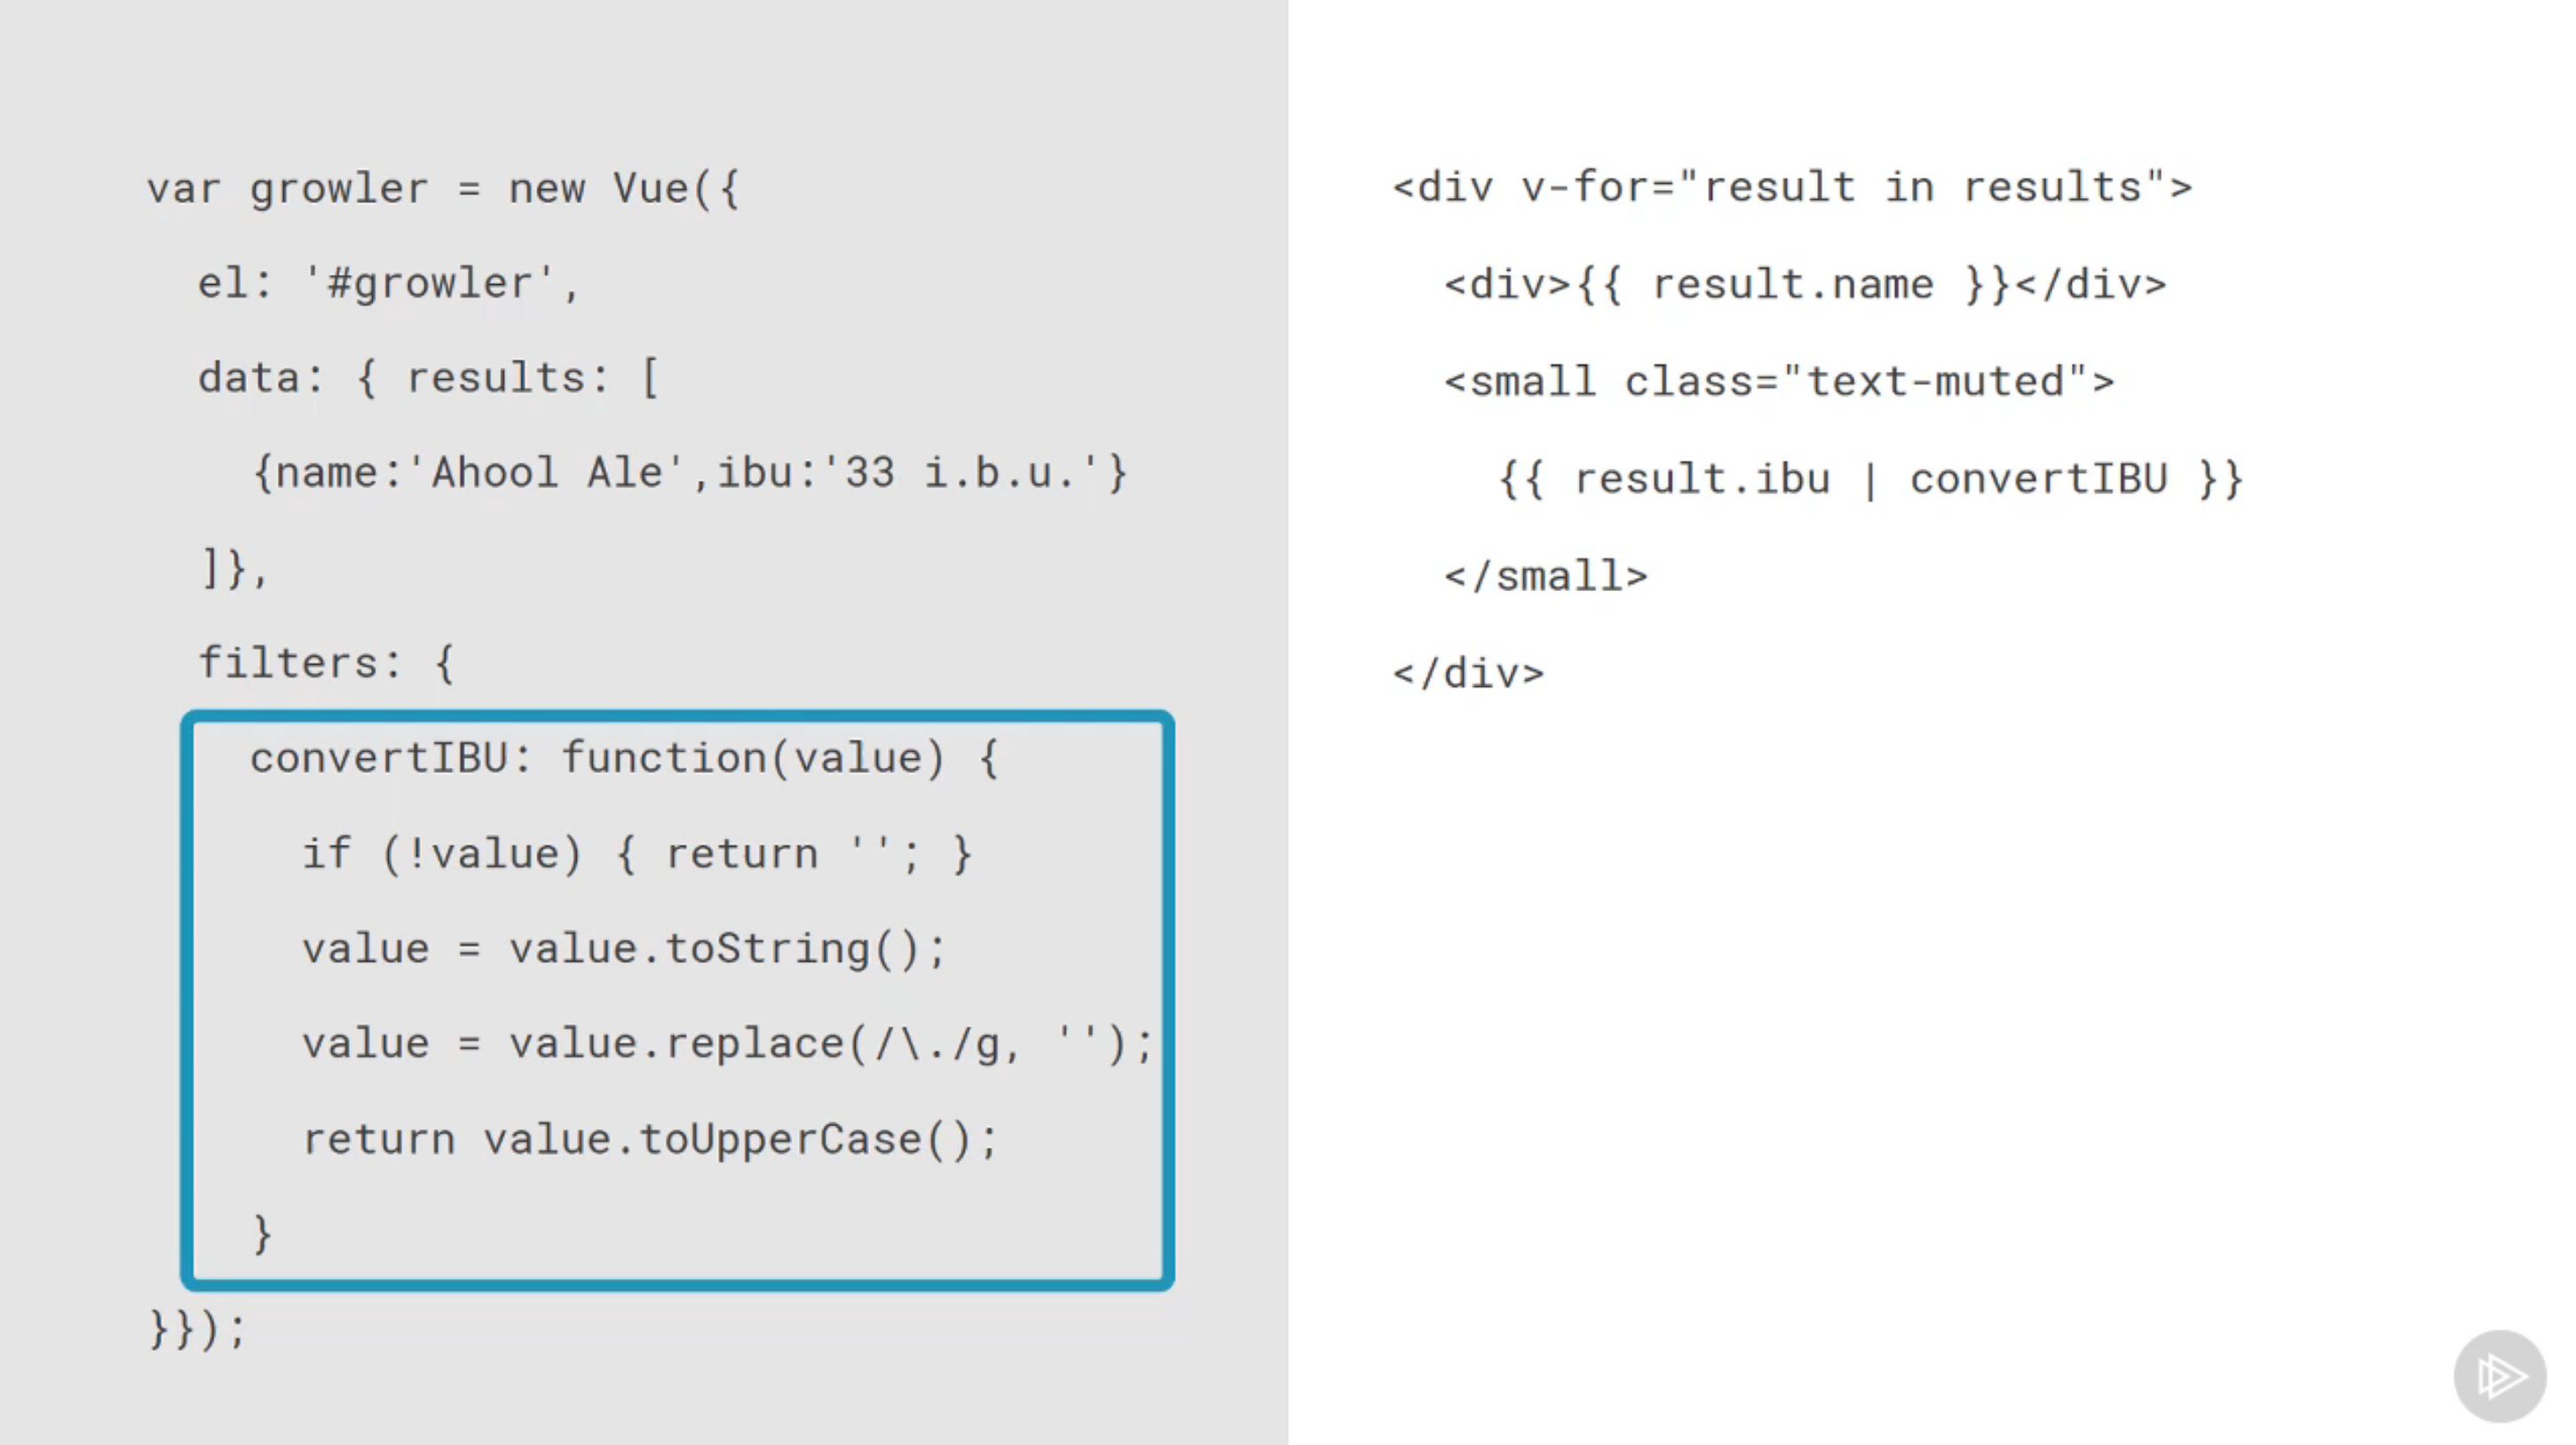 var growler = new Vue({
el: '#growler',
data: { results: [
{name:'Ahool Ale',ibu:'33 i.b.u.'}
]},
filters: {
convertIBU: function(value) {
if (!value) { return ''; }
value = value.toString();
value = value.replace(/\./g, '');
return value.toUpperCase();
}
}});
<div v-for="result in results">
<div>{{ result.name }}</div>
<small class="text-muted">
{{ result.ibu | convertIBU }}
</small>
</div>